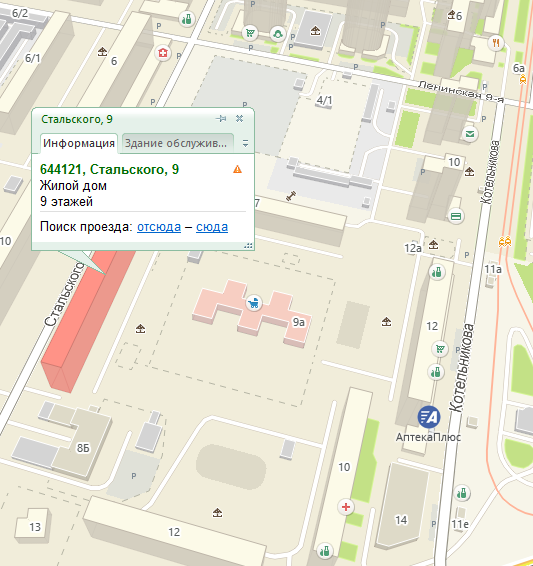 6/2
6/1
6
6
4/1
Ленинская 9-я
6а
Стальского, 9
Информация
Здание обслужив...
644121, Стальского, 9
Жилой дом
9 этажей
Поиск проезда: отсюда – сюда
10
Котельникова
10
12а
11а
Стальского
9а
12
Котельникова
АптекаПлюс
8Б
10
13
12
14
11е
P